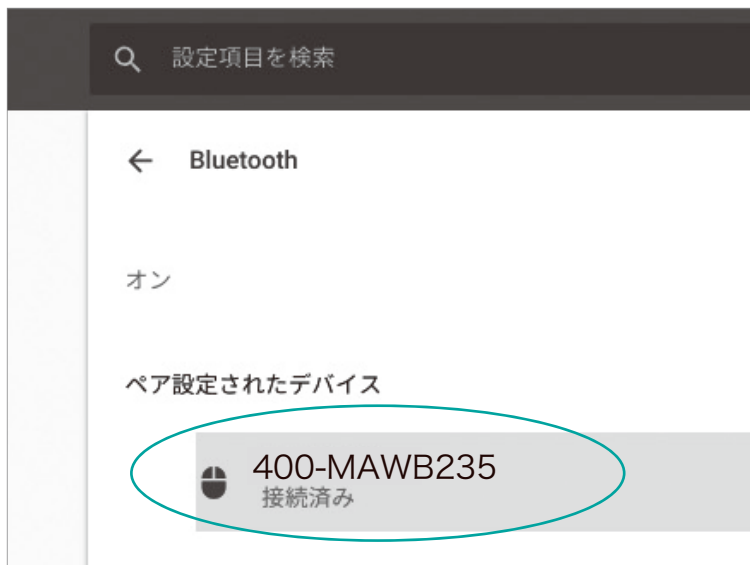 設定項目を検索
Bluetooth
オン
ペア設定されたデバイス
400-MAWB235
接続済み